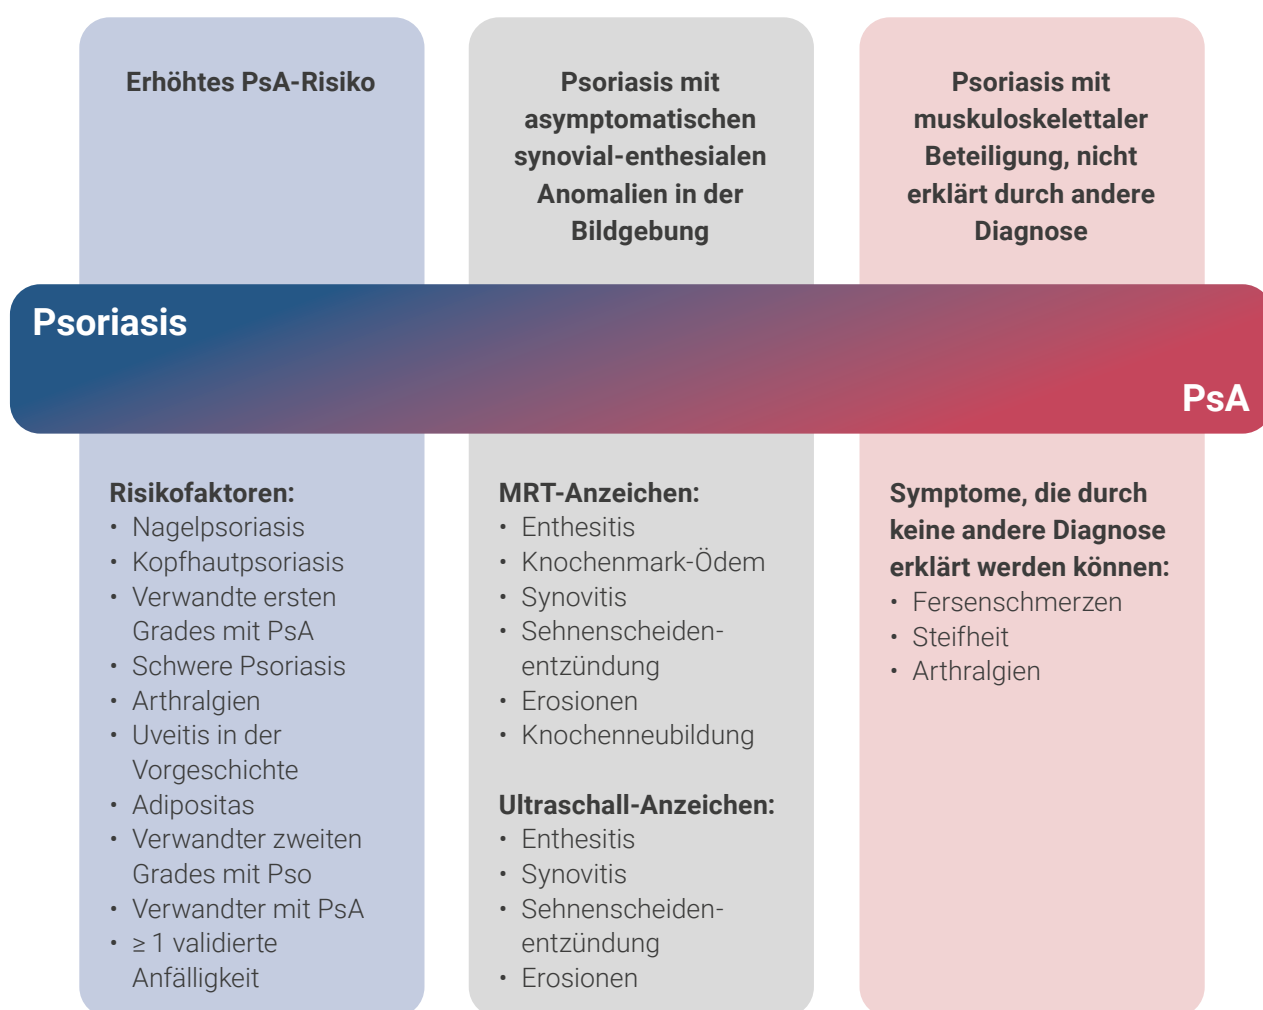 Erhöhtes PsA-Risiko
Psoriasis mit
asymptomatischen
synovial-enthesialen
Anomalien in der
Bildgebung
Psoriasis mit
muskuloskelettaler
Beteiligung, nicht
erklärt durch andere
Diagnose
Psoriasis
PsA
Risikofaktoren:
• Nagelpsoriasis
• Kopfhautpsoriasis
• Verwandte ersten
Grades mit PsA
• Schwere Psoriasis
• Arthralgien
• Uveitis in der
Vorgeschichte
• Adipositas
• Verwandter zweiten
Grades mit Pso
• Verwandter mit PsA
• ≥ 1 validierte
Anfälligkeit
MRT-Anzeichen:
• Enthesitis
• Knochenmark-Ödem
• Synovitis
• Sehnenscheiden-
entzündung
• Erosionen
• Knochenneubildung
Ultraschall-Anzeichen:
• Enthesitis
• Synovitis
• Sehnenscheiden-
entzündung
• Erosionen
Symptome, die durch
keine andere Diagnose
erklärt werden können:
• Fersenschmerzen
• Steifheit
• Arthralgien